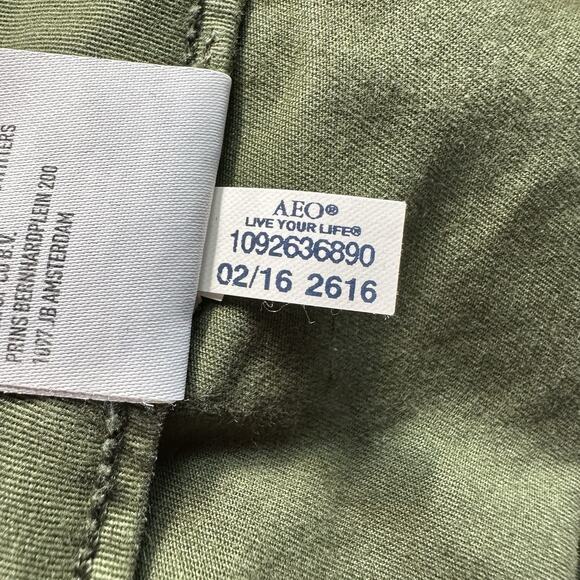 AEO®
LIVE YOUR LIFE®
1092636890
02/16 2616
B.V.
PRINS BERNHARDPLEIN 200
1077 JB AMSTERDAM